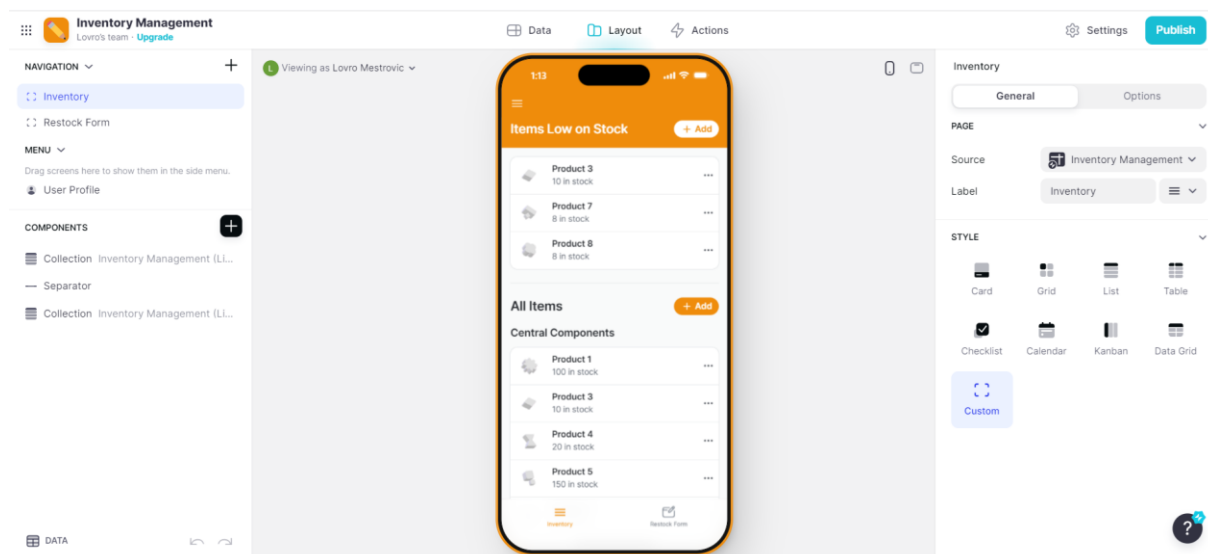 Inventory Management
Lovro's team · Upgrade
Data
Layout
Actions
Settings
Publish
NAVIGATION
Inventory
Restock Form
MENU
Drag screens here to show them in the side menu.
User Profile
COMPONENTS
Collection Inventory Management (Li...
Separator
Collection Inventory Management (Li...
DATA
L Viewing as Lovro Mestrovic
1:13
Items Low on Stock
+ Add
Product 3
10 in stock
Product 7
8 in stock
Product 8
8 in stock
All Items
+ Add
Central Components
Product 1
100 in stock
Product 3
10 in stock
Product 4
20 in stock
Product 5
150 in stock
Inventory
Restock Form
Inventory
General
Options
PAGE
Source
Inventory Management
Label
Inventory
STYLE
Card
Grid
List
Table
Checklist
Calendar
Kanban
Data Grid
Custom
?